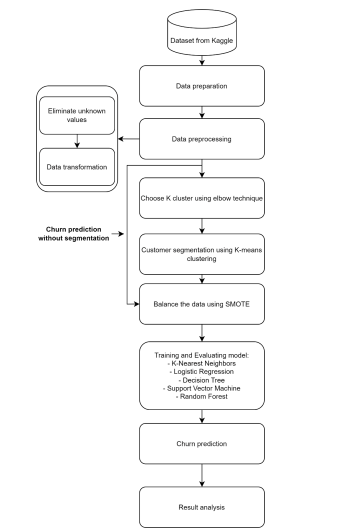 Dataset from Kaggle
Data preparation
Eliminate unknown
values
Data preprocessing
Data transformation
Choose K cluster using elbow technique
Churn prediction
without segmentation
Customer segmentation using K-means
clustering
Balance the data using SMOTE
Training and Evaluating model:
- K-Nearest Neighbors
- Logistic Regression
- Decision Tree
- Support Vector Machine
- Random Forest
Churn prediction
Result analysis